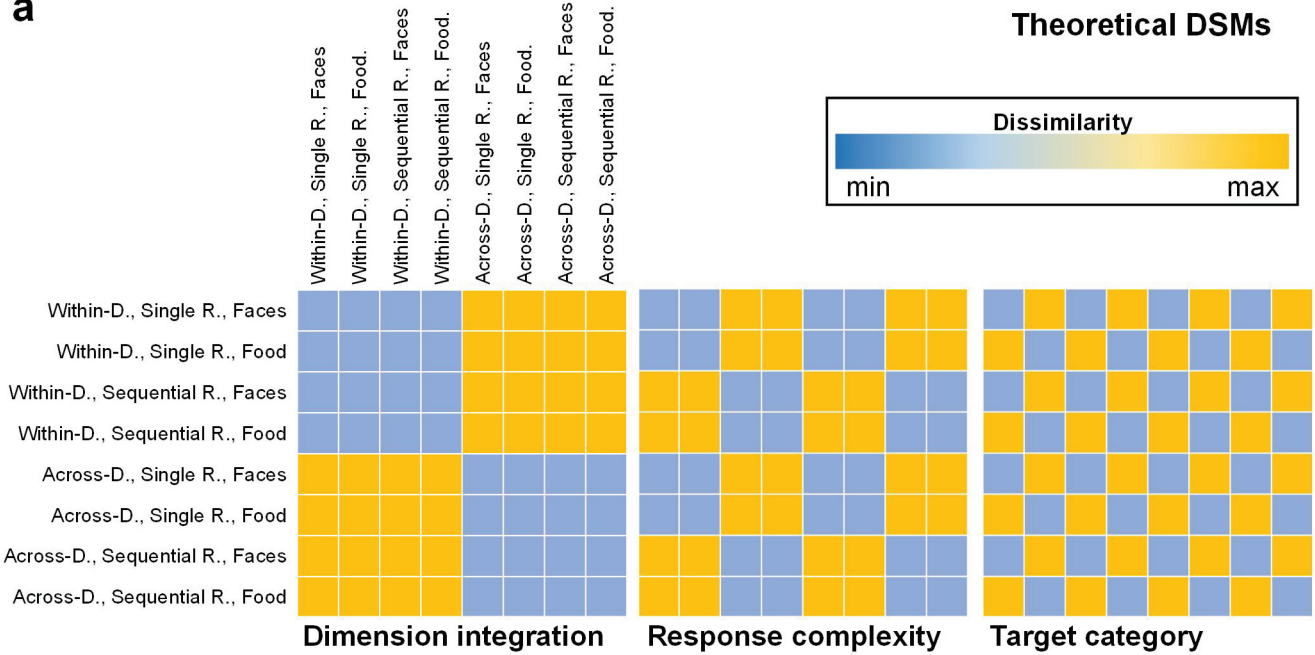 a
Theoretical DSMs
Dissimilarity
min
max
Within-D., Single R., Faces
Within-D., Single R., Food.
Within-D., Sequential R., Faces
Within-D., Sequential R., Food.
Across-D., Single R., Faces
Across-D., Single R., Food.
Across-D., Sequential R., Faces
Across-D., Sequential R., Food.
Within-D., Single R., Faces
Within-D., Single R., Food
Within-D., Sequential R., Faces
Within-D., Sequential R., Food
Across-D., Single R., Faces
Across-D., Single R., Food
Across-D., Sequential R., Faces
Across-D., Sequential R., Food
Dimension integration
Response complexity
Target category